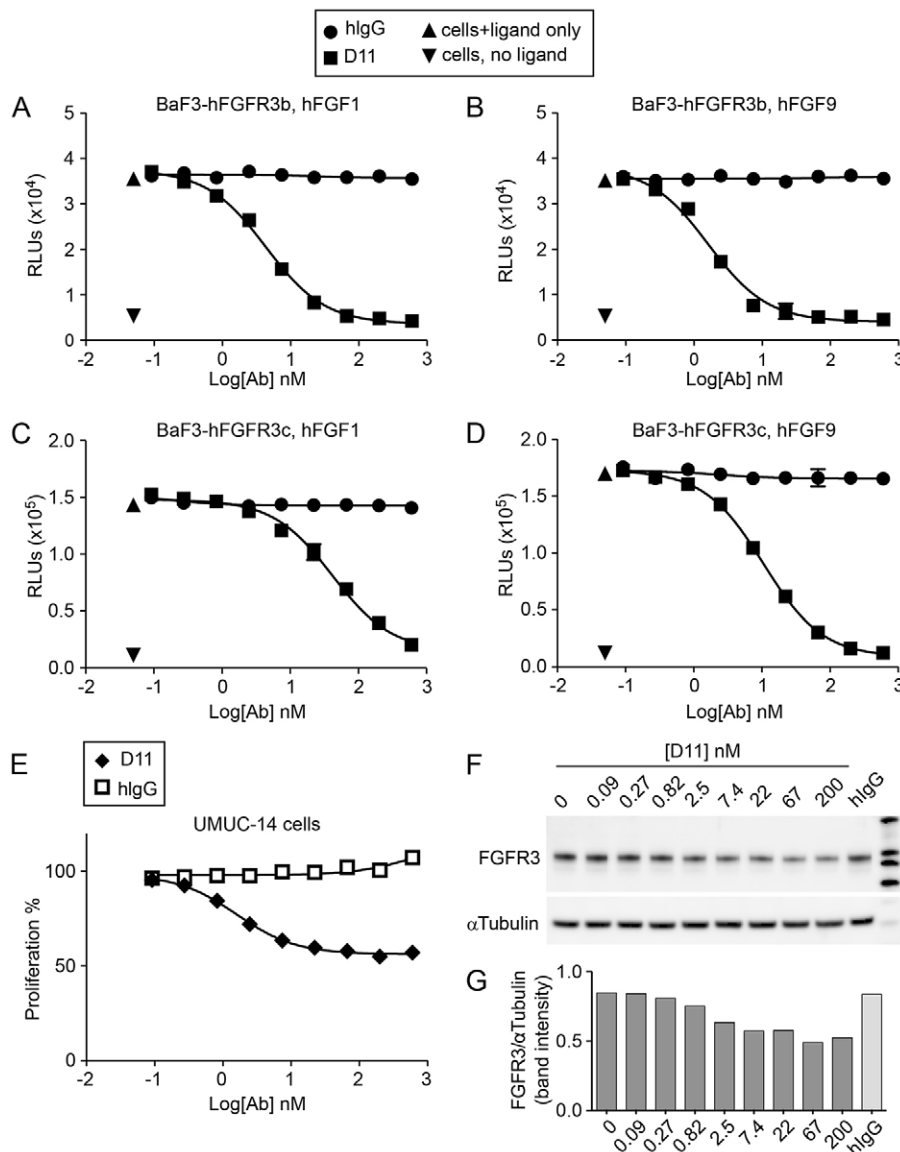 hIgG
cells+ligand only
D11
cells, no ligand
A
BaF3-hFGFR3b, hFGF1
RLUs (x10⁴)
5
4
3
2
1
0
-2 -1 0 1 2 3
Log[Ab] nM
B
BaF3-hFGFR3b, hFGF9
RLUs (x10⁴)
5
4
3
2
1
0
-2 -1 0 1 2 3
Log[Ab] nM
C
BaF3-hFGFR3c, hFGF1
RLUs (x10⁵)
2.0
1.5
1.0
0.5
0.0
-2 -1 0 1 2 3
Log[Ab] nM
D
BaF3-hFGFR3c, hFGF9
RLUs (x10⁵)
2.0
1.5
1.0
0.5
0.0
-2 -1 0 1 2 3
Log[Ab] nM
E
D11
hIgG
UMUC-14 cells
Proliferation %
100
50
0
-2 -1 0 1 2 3
Log[Ab] nM
F
[D11] nM
0 0.09 0.27 0.82 2.5 7.4 22 67 200 hIgG
FGFR3
αTubulin
G
FGFR3/αTubulin
(band intensity)
1.0
0.5
0.0
0 0.09 0.27 0.82 2.5 7.4 22 67 200 hIgG